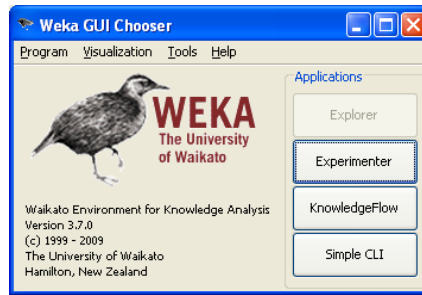 Weka GUI Chooser
Program Visualization Tools Help
Applications
WEKA
The University
of Waikato
Explorer
Experimenter
KnowledgeFlow
Simple CLI
Waikato Environment for Knowledge Analysis
Version 3.7.0
(c) 1999 - 2009
The University of Waikato
Hamilton, New Zealand